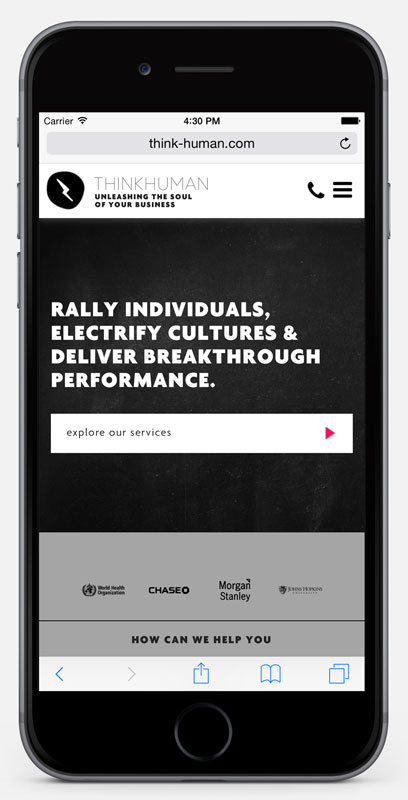 Carrier 4:30 PM
think-human.com
THINKHUMAN
UNLEASHING THE SOUL
OF YOUR BUSINESS
RALLY INDIVIDUALS,
ELECTRIFY CULTURES &
DELIVER BREAKTHROUGH
PERFORMANCE.
explore our services
World Health
Organization
CHASE
Morgan
Stanley
JOHNS HOPKINS
UNIVERSITY
HOW CAN WE HELP YOU